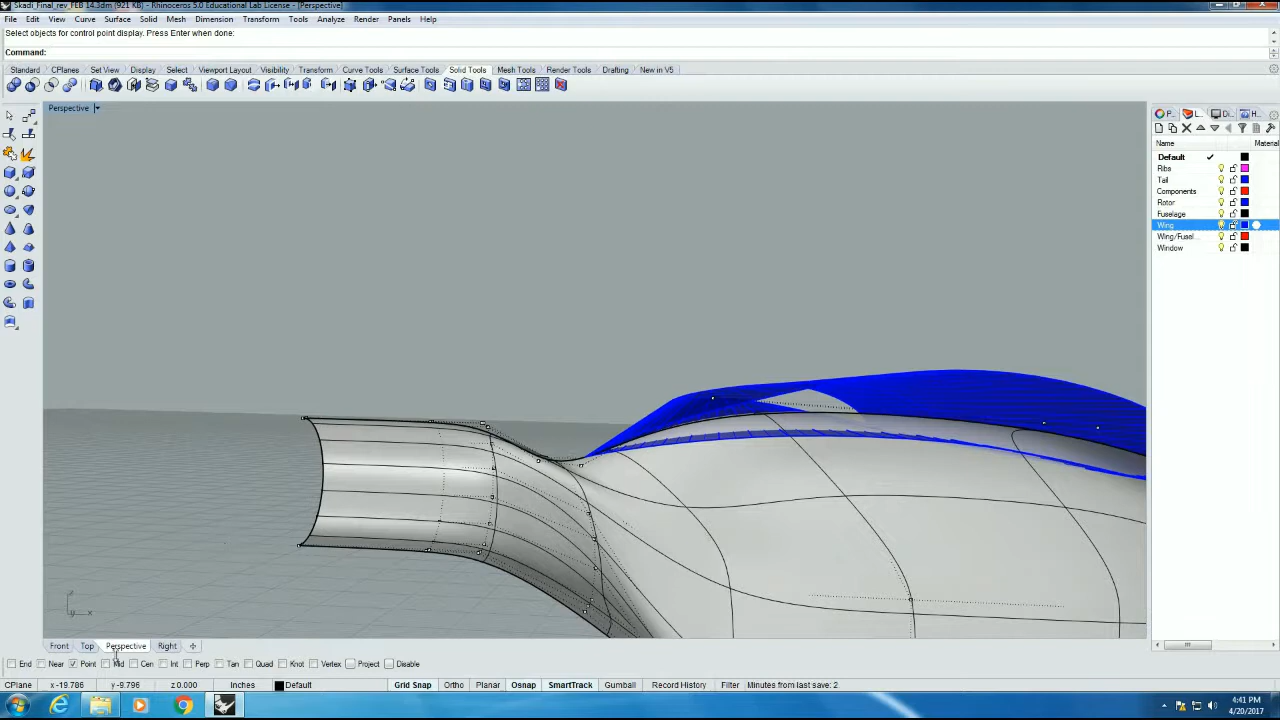 Skadi_Final_rev_FEB 14.3dm (921 KB) - Rhinoceros 5.0 Educational Lab License - [Perspective]
File Edit View Curve Surface Solid Mesh Dimension Transform Tools Analyze Render Panels Help
Select objects for control point display. Press Enter when done:
Command:
Standard CPlanes Set View Display Select Viewport Layout Visibility Transform Curve Tools Surface Tools Solid Tools Mesh Tools Render Tools Drafting New in V5
Perspective
P... L... Di... H...
Name Material
Default
Ribs
Tail
Components
Rotor
Fuselage
Wing
Wing/Fusel...
Window
z
y x
Front Top Perspective Right
End Near Point Mid Cen Int Perp Tan Quad Knot Vertex Project Disable
CPlane x -19.786 y -9.796 z 0.000 Inches Default Grid Snap Ortho Planar Osnap SmartTrack Gumball Record History Filter Minutes from last save: 2
4:41 PM
4/20/2017